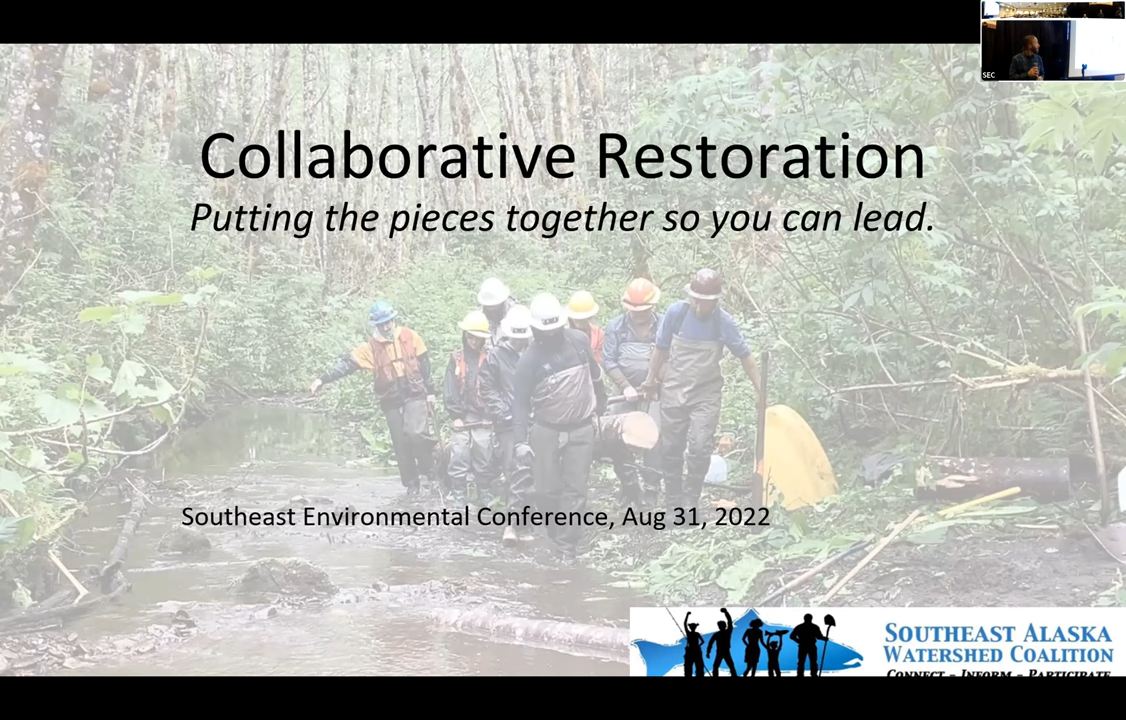 SEC
Collaborative Restoration
Putting the pieces together so you can lead.
Southeast Environmental Conference, Aug 31, 2022
SOUTHEAST ALASKA
WATERSHED COALITION
CONNECT - INFORM - PARTICIPATE